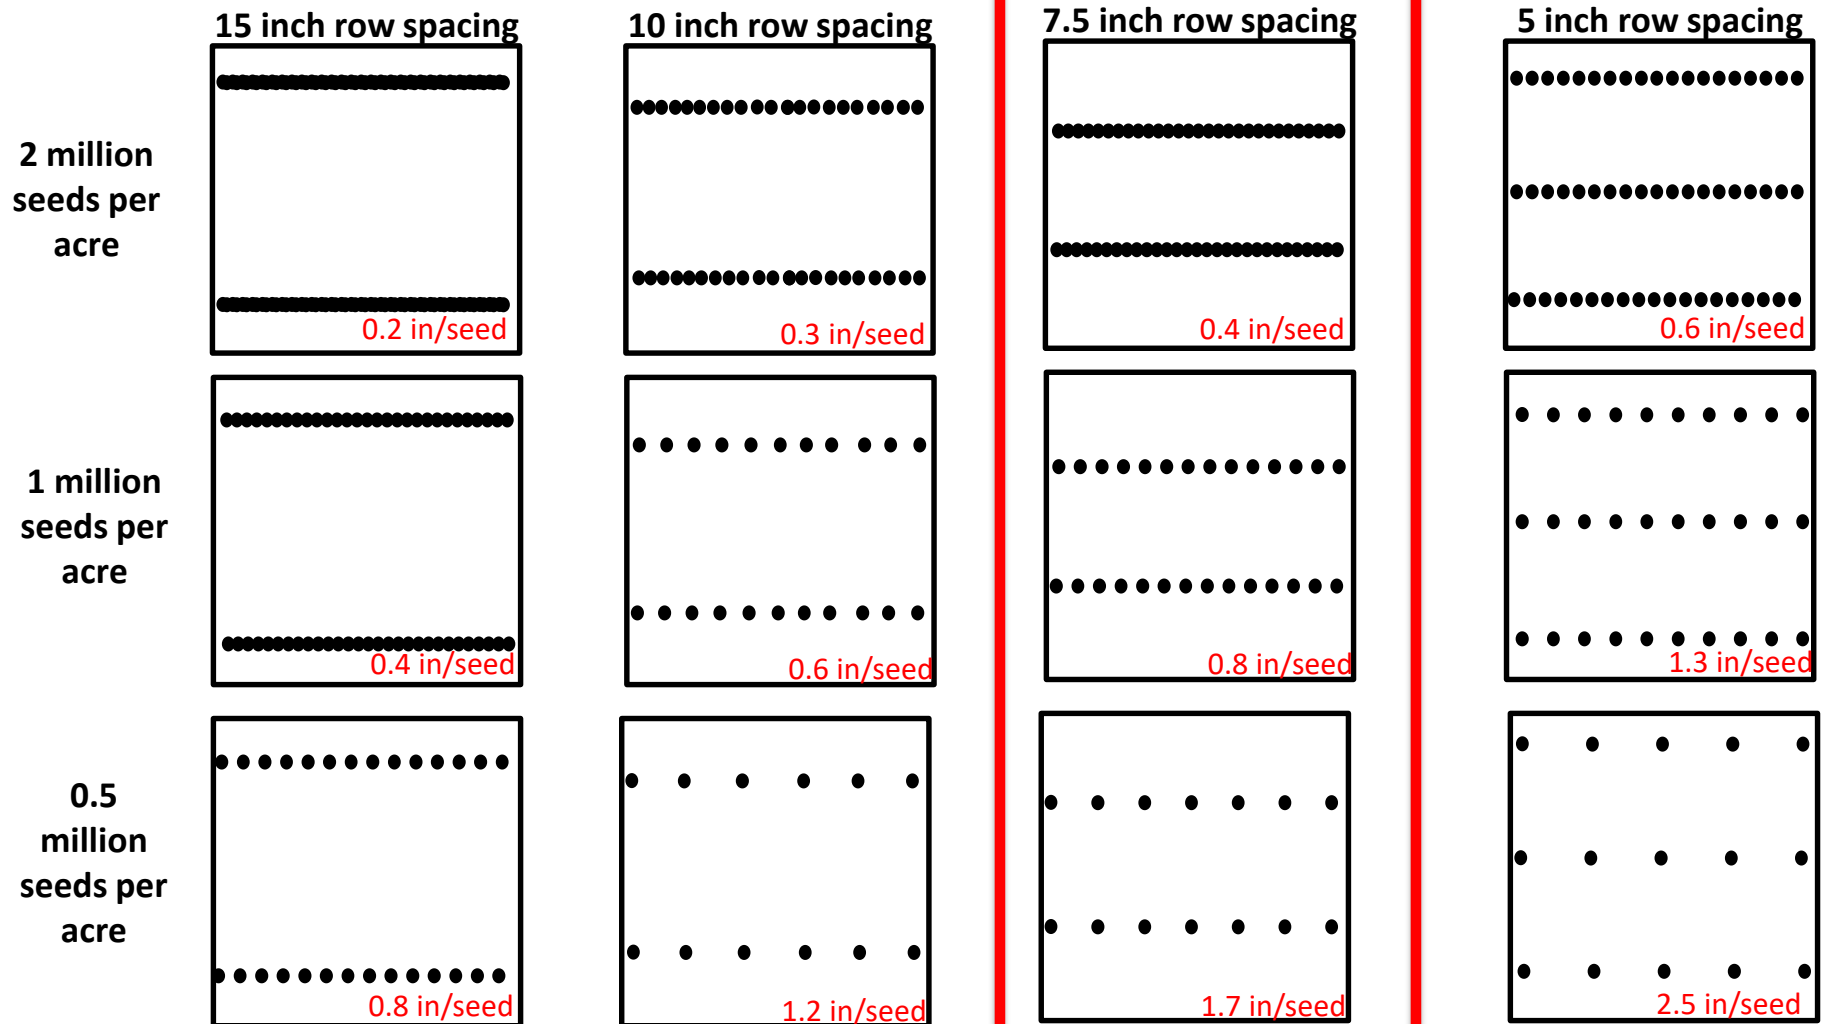 15 inch row spacing
10 inch row spacing
7.5 inch row spacing
5 inch row spacing
2 million
seeds per
acre
0.2 in/seed
0.3 in/seed
0.4 in/seed
0.6 in/seed
1 million
seeds per
acre
0.4 in/seed
0.6 in/seed
0.8 in/seed
1.3 in/seed
0.5
million
seeds per
acre
0.8 in/seed
1.2 in/seed
1.7 in/seed
2.5 in/seed